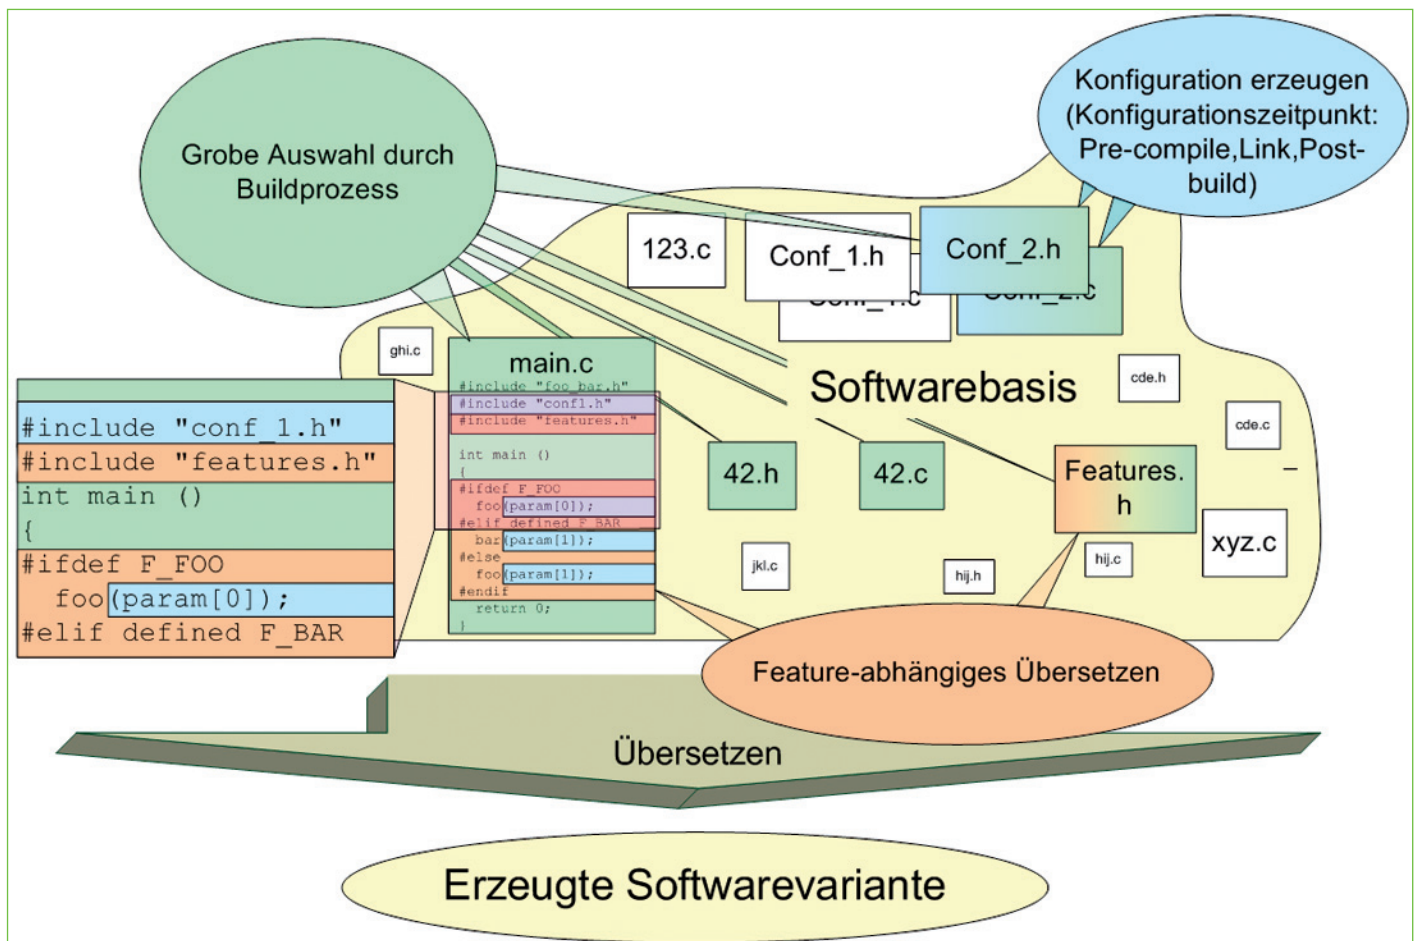 Grobe Auswahl durch
Buildprozess
Konfiguration erzeugen
(Konfigurationszeitpunkt:
Pre-compile,Link,Post-
build)
123.c
Conf_1.h
Conf_1.c
Conf_2.h
Conf_2.c
ghi.c
main.c
#include "foo_bar.h"
#include "conf1.h"
#include "features.h"
int main ()
{
#ifdef F_FOO
foo(param[0]);
#elif defined F_BAR
bar(param[1]);
#else
foo(param[1]);
#endif
return 0;
}
#include "conf_1.h"
#include "features.h"
int main ()
{
#ifdef F_FOO
foo(param[0]);
#elif defined F_BAR
Softwarebasis
cde.h
cde.c
42.h
42.c
Features.
h
–
xyz.c
jkl.c
hij.h
hij.c
Feature-abhängiges Übersetzen
Übersetzen
Erzeugte Softwarevariante